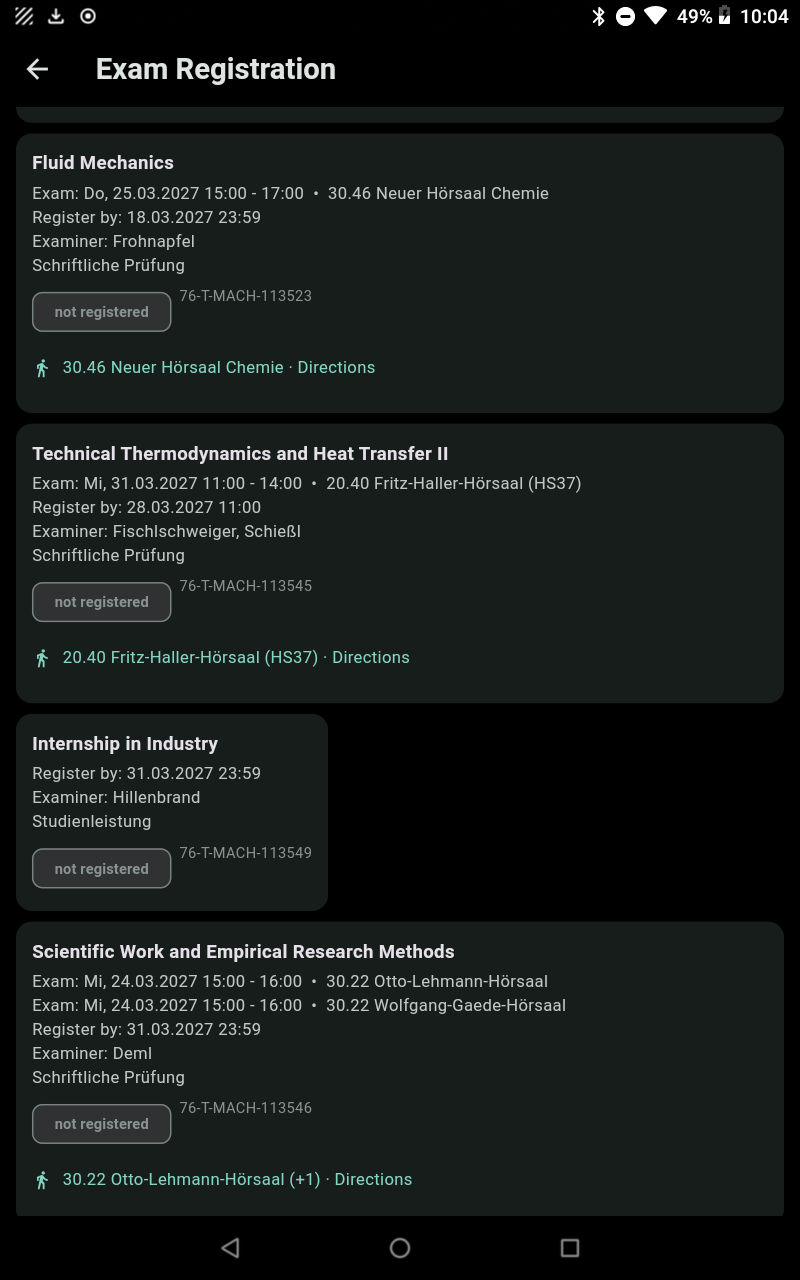 49% 10:04
Exam Registration
Fluid Mechanics
Exam: Do, 25.03.2027 15:00 - 17:00 • 30.46 Neuer Hörsaal Chemie
Register by: 18.03.2027 23:59
Examiner: Frohnapfel
Schriftliche Prüfung
not registered 76-T-MACH-113523
30.46 Neuer Hörsaal Chemie · Directions
Technical Thermodynamics and Heat Transfer II
Exam: Mi, 31.03.2027 11:00 - 14:00 • 20.40 Fritz-Haller-Hörsaal (HS37)
Register by: 28.03.2027 11:00
Examiner: Fischlschweiger, Schießl
Schriftliche Prüfung
not registered 76-T-MACH-113545
20.40 Fritz-Haller-Hörsaal (HS37) · Directions
Internship in Industry
Register by: 31.03.2027 23:59
Examiner: Hillenbrand
Studienleistung
not registered 76-T-MACH-113549
Scientific Work and Empirical Research Methods
Exam: Mi, 24.03.2027 15:00 - 16:00 • 30.22 Otto-Lehmann-Hörsaal
Exam: Mi, 24.03.2027 15:00 - 16:00 • 30.22 Wolfgang-Gaede-Hörsaal
Register by: 31.03.2027 23:59
Examiner: Deml
Schriftliche Prüfung
not registered 76-T-MACH-113546
30.22 Otto-Lehmann-Hörsaal (+1) · Directions